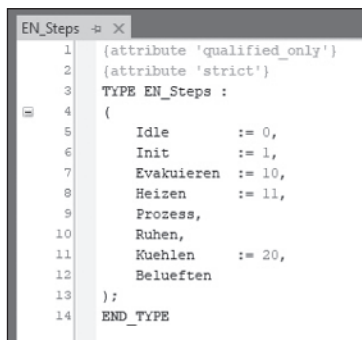 EN_Steps
1 {attribute 'qualified_only'}
2 {attribute 'strict'}
3 TYPE EN_Steps :
4 (
5 Idle := 0,
6 Init := 1,
7 Evakuieren := 10,
8 Heizen := 11,
9 Prozess,
10 Ruhen,
11 Kuehlen := 20,
12 Belueften
13 );
14 END_TYPE